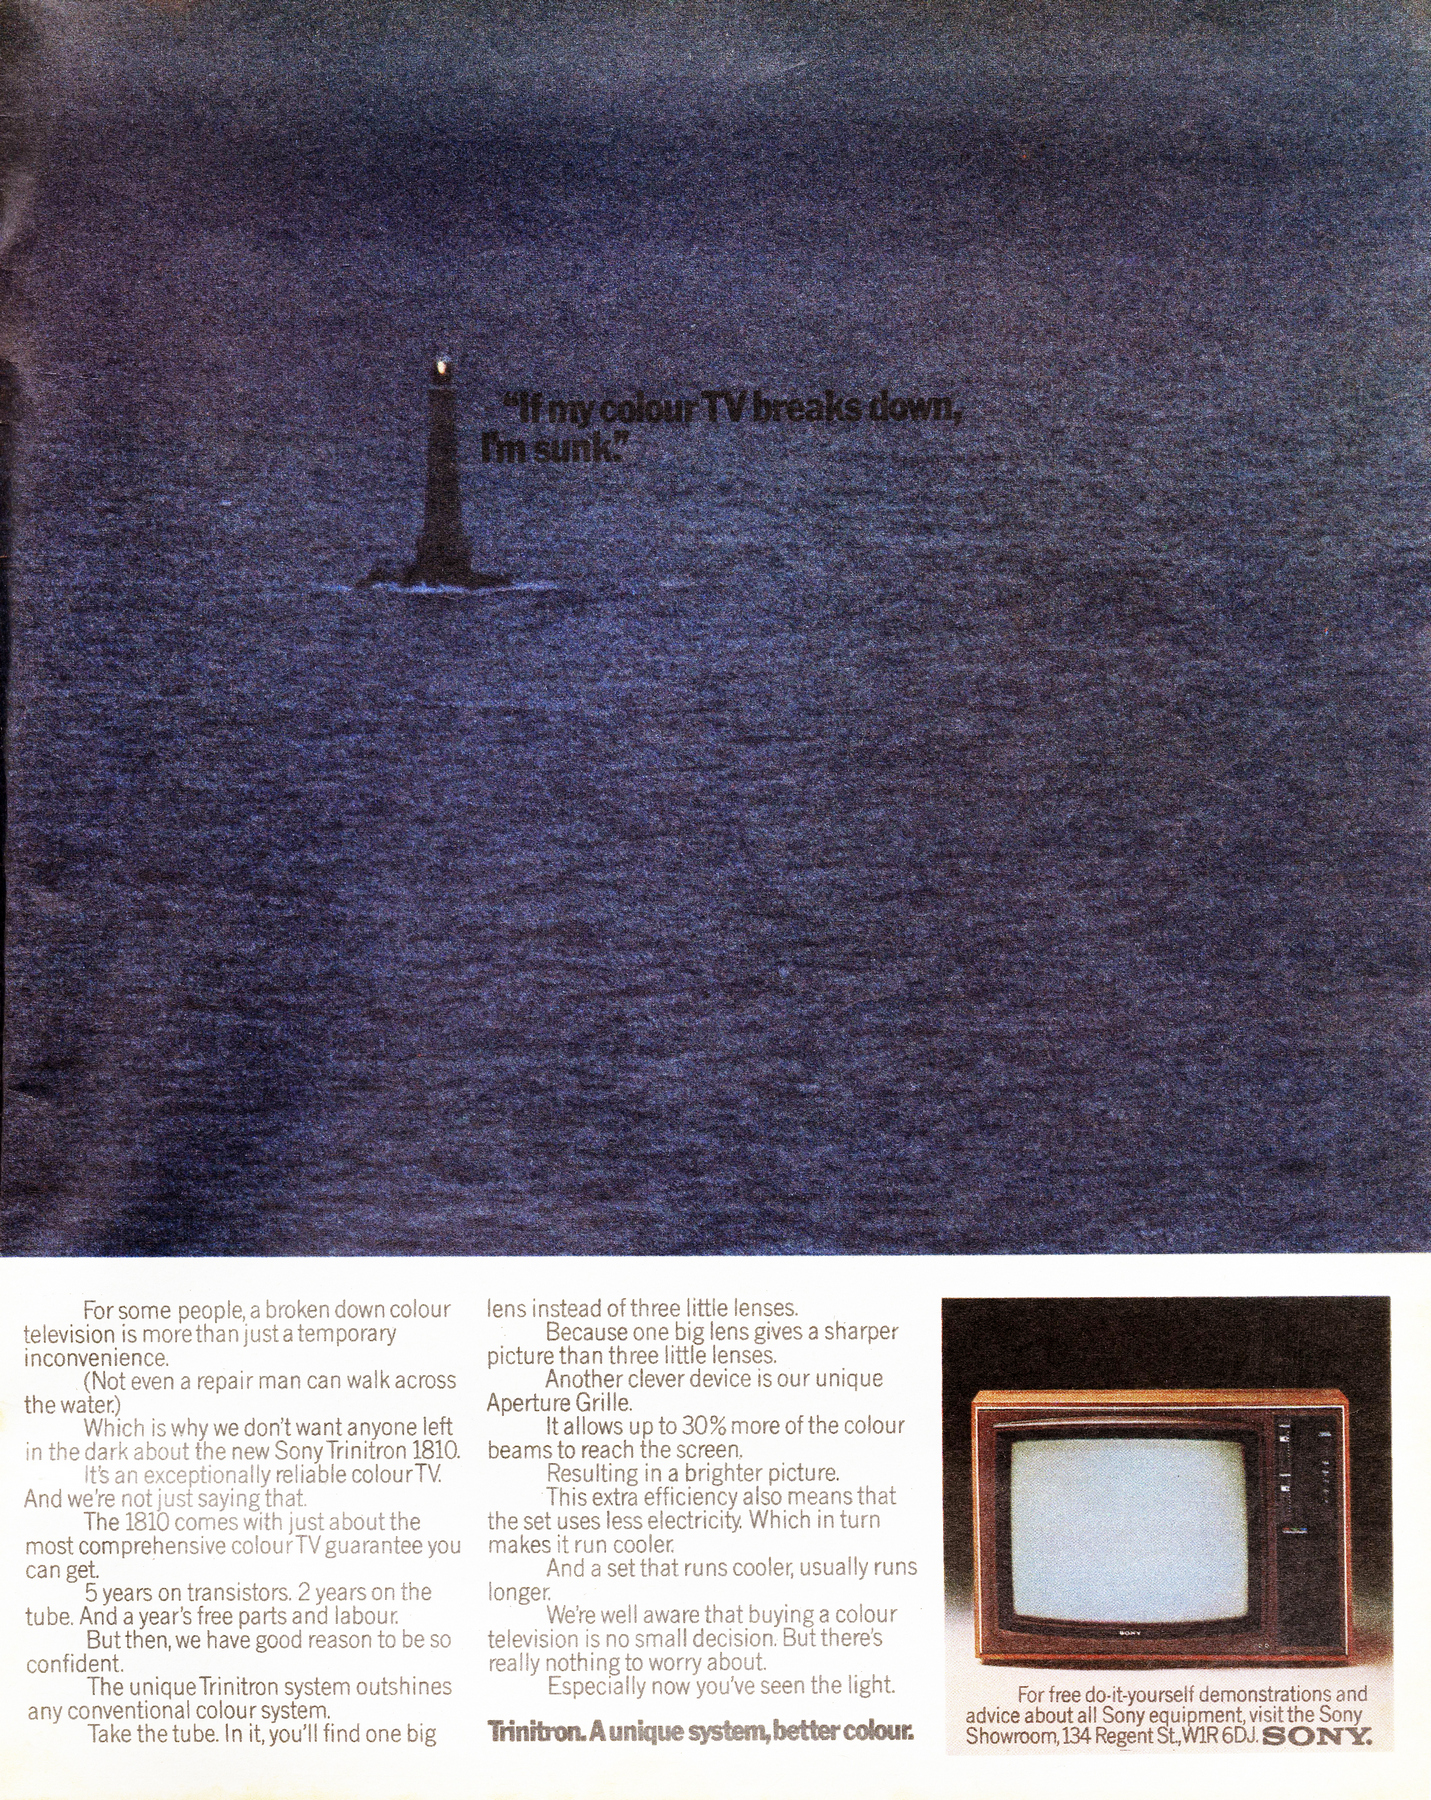 “If my colour TV breaks down,
I'm sunk.”
For some people, a broken down colour
television is more than just a temporary
inconvenience.
(Not even a repair man can walk across
the water.)
Which is why we don't want anyone left
in the dark about the new Sony Trinitron 1810.
It's an exceptionally reliable colour TV.
And we're not just saying that.
The 1810 comes with just about the
most comprehensive colour TV guarantee you
can get.
5 years on transistors. 2 years on the
tube. And a year's free parts and labour.
But then, we have good reason to be so
confident.
The unique Trinitron system outshines
any conventional colour system.
Take the tube. In it, you'll find one big
lens instead of three little lenses.
Because one big lens gives a sharper
picture than three little lenses.
Another clever device is our unique
Aperture Grille.
It allows up to 30% more of the colour
beams to reach the screen.
Resulting in a brighter picture.
This extra efficiency also means that
the set uses less electricity. Which in turn
makes it run cooler.
And a set that runs cooler, usually runs
longer.
We're well aware that buying a colour
television is no small decision. But there's
really nothing to worry about.
Especially now you've seen the light.
Trinitron. A unique system, better colour.
SONY
For free do-it-yourself demonstrations and
advice about all Sony equipment, visit the Sony
Showroom, 134 Regent St., W1R 6DJ. SONY.